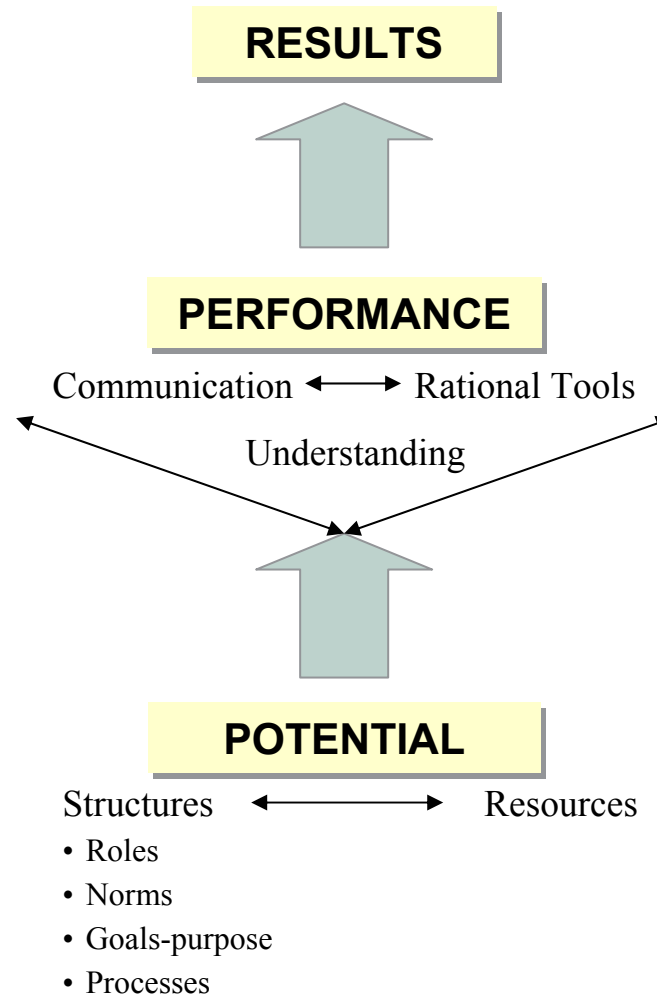 RESULTS
PERFORMANCE
Communication Rational Tools
Understanding
POTENTIAL
Structures Resources
• Roles
• Norms
• Goals-purpose
• Processes